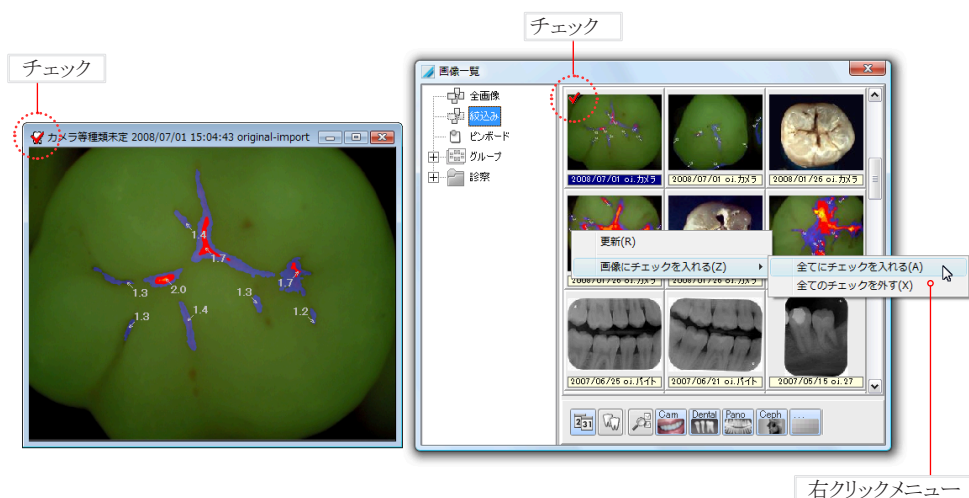 チェック
チェック
カメラ等種類未定 2008/07/01 15:04:43 original-import
1.4
1.7
1.3
2.0
1.3
1.7
1.3
1.4
1.2
画像一覧
全画像
絞込み
ピンボード
グループ
診察
2008/07/01 oi.カメラ
2008/07/01 oi.カメラ
2008/01/26 oi.カメラ
更新(R)
画像にチェックを入れる(Z)
全てにチェックを入れる(A)
全てのチェックを外す(X)
2007/06/25 oi.バイト
2007/06/21 oi.バイト
2007/05/15 oi.27
2 31
Cam
Dental
Pano
Ceph
...
右クリックメニュー